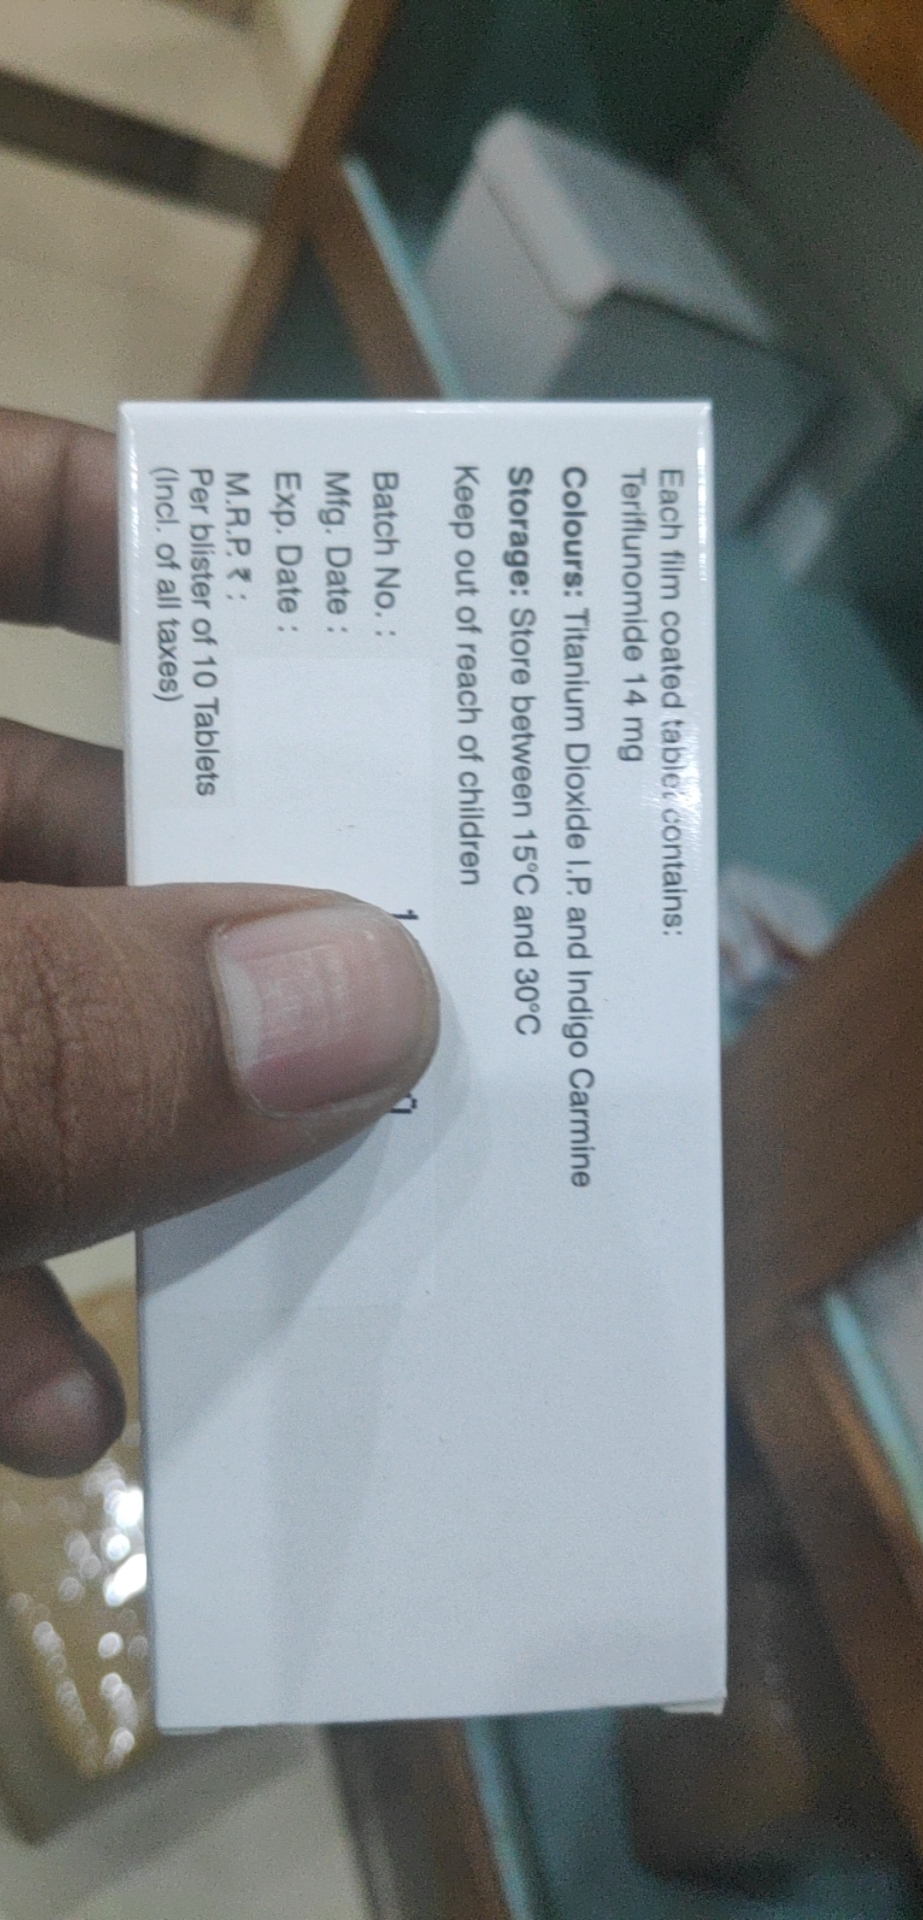 Each film coated tablet contains:
Teriflunomide 14 mg
Colours: Titanium Dioxide I.P. and Indigo Carmine
Storage: Store between 15°C and 30°C
Keep out of reach of children
Batch No. :
Mfg. Date :
Exp. Date :
M.R.P. ₹ :
Per blister of 10 Tablets
(Incl. of all taxes)